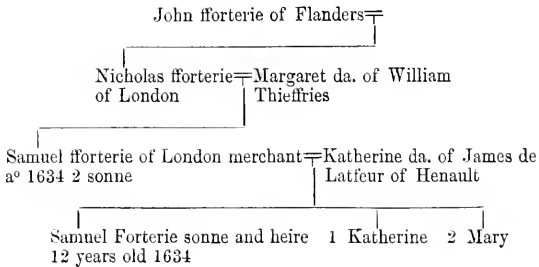 John fforterie of Flanders
Nicholas fforterie Margaret da. of William
of London Thieffries
Samuel fforterie of London merchant Katherine da. of James de
aº 1634 2 sonne Latfeur of Henault
Samuel Forterie sonne and heire 1 Katherine 2 Mary
12 years old 1634